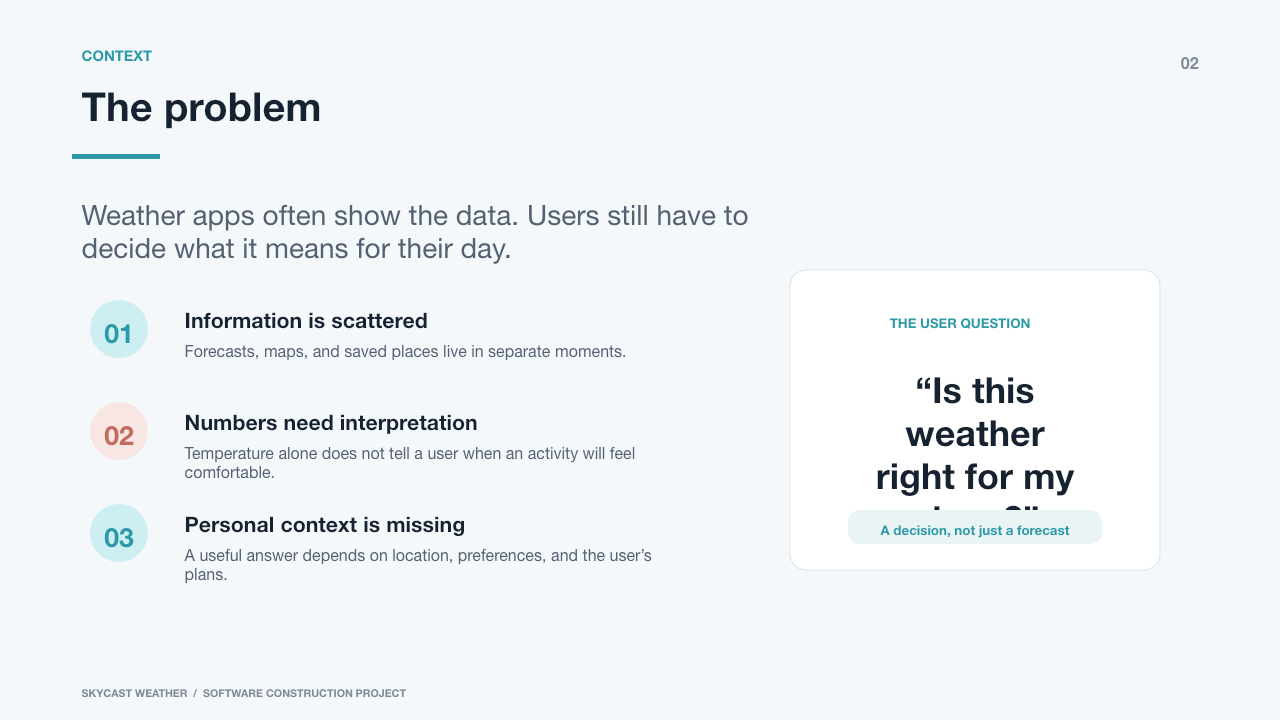 CONTEXT
02
The problem
Weather apps often show the data. Users still have to
decide what it means for their day.
01
Information is scattered
Forecasts, maps, and saved places live in separate moments.
02
Numbers need interpretation
Temperature alone does not tell a user when an activity will feel
comfortable.
03
Personal context is missing
A useful answer depends on location, preferences, and the user’s
plans.
THE USER QUESTION
“Is this
weather
right for my
A decision, not just a forecast
SKYCAST WEATHER / SOFTWARE CONSTRUCTION PROJECT